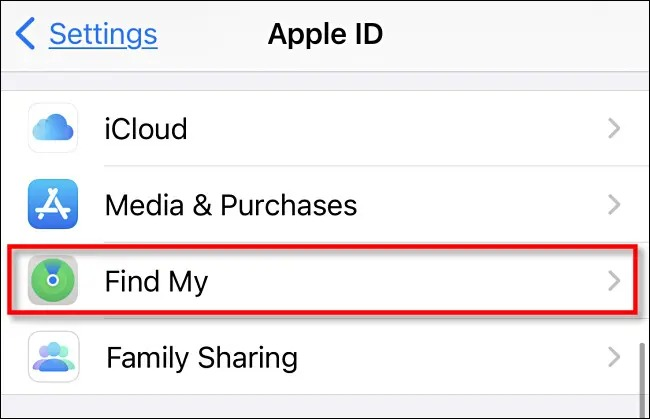 Settings
Apple ID
iCloud
Media & Purchases
Find My
Family Sharing